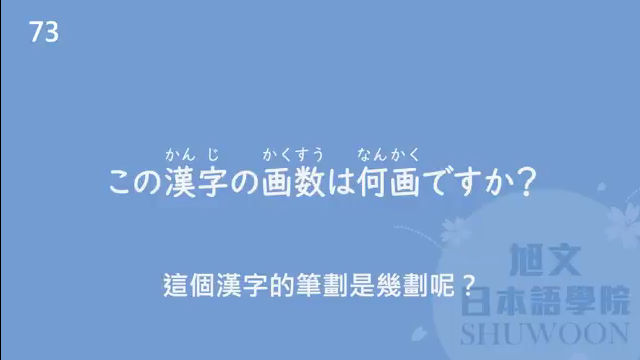 73
かんじ かくすう なんかく
この漢字の画数は何画ですか?
這個漢字的筆劃是幾劃呢？
旭文
日本語學院
SHUWOON